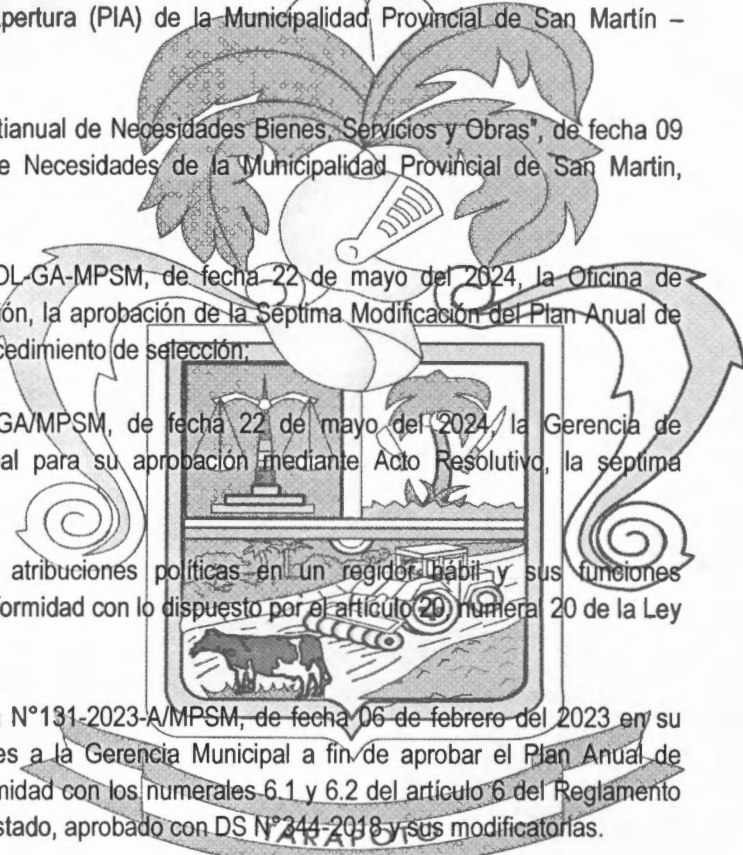 Apertura (PIA) de la Municipalidad Provincial de San Martín –
tianual de Necesidades Bienes, Servicios y Obras", de fecha 09
e Necesidades de la Municipalidad Provincial de San Martin,
OL-GA-MPSM, de fecha 22 de mayo del 2024, la Oficina de
ión, la aprobación de la Séptima Modificación del Plan Anual de
cedimiento de selección;
GA/MPSM, de fecha 22 de mayo del 2024, la Gerencia de
al para su aprobación mediante Acto Resolutivo, la séptima
atribuciones políticas en un regidor hábil y sus funciones
formidad con lo dispuesto por el artículo 20 numeral 20 de la Ley
N°131-2023-A/MPSM, de fecha 06 de febrero del 2023 en su
es a la Gerencia Municipal a fin de aprobar el Plan Anual de
midad con los numerales 6.1 y 6.2 del artículo 6 del Reglamento
stado, aprobado con DS N°344-2018 y sus modificatorias.
TARAPOTO